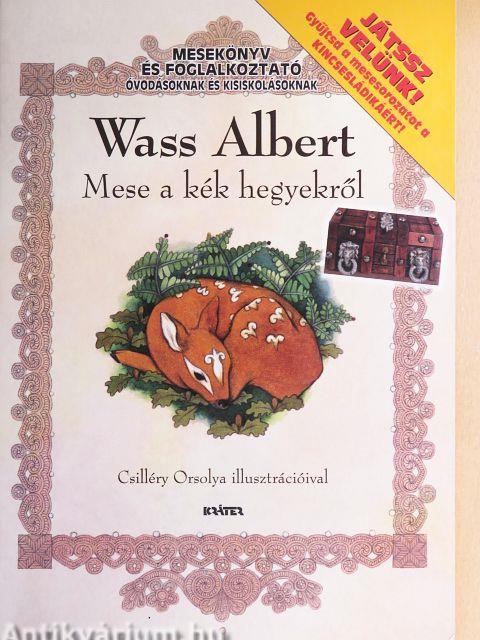 MESEKÖNYV
ÉS FOGLALKOZTATÓ
ÓVODÁSOKNAK ÉS KISISKOLÁSOKNAK
JÁTSSZ
VELÜNK!
Gyűjtsd a mesesorozatot a
KINCSESLÁDIKÁÉRT!
Wass Albert
Mese a kék hegyekről
Csilléry Orsolya illusztrációival
KRÁTER
Antikvárium.hu